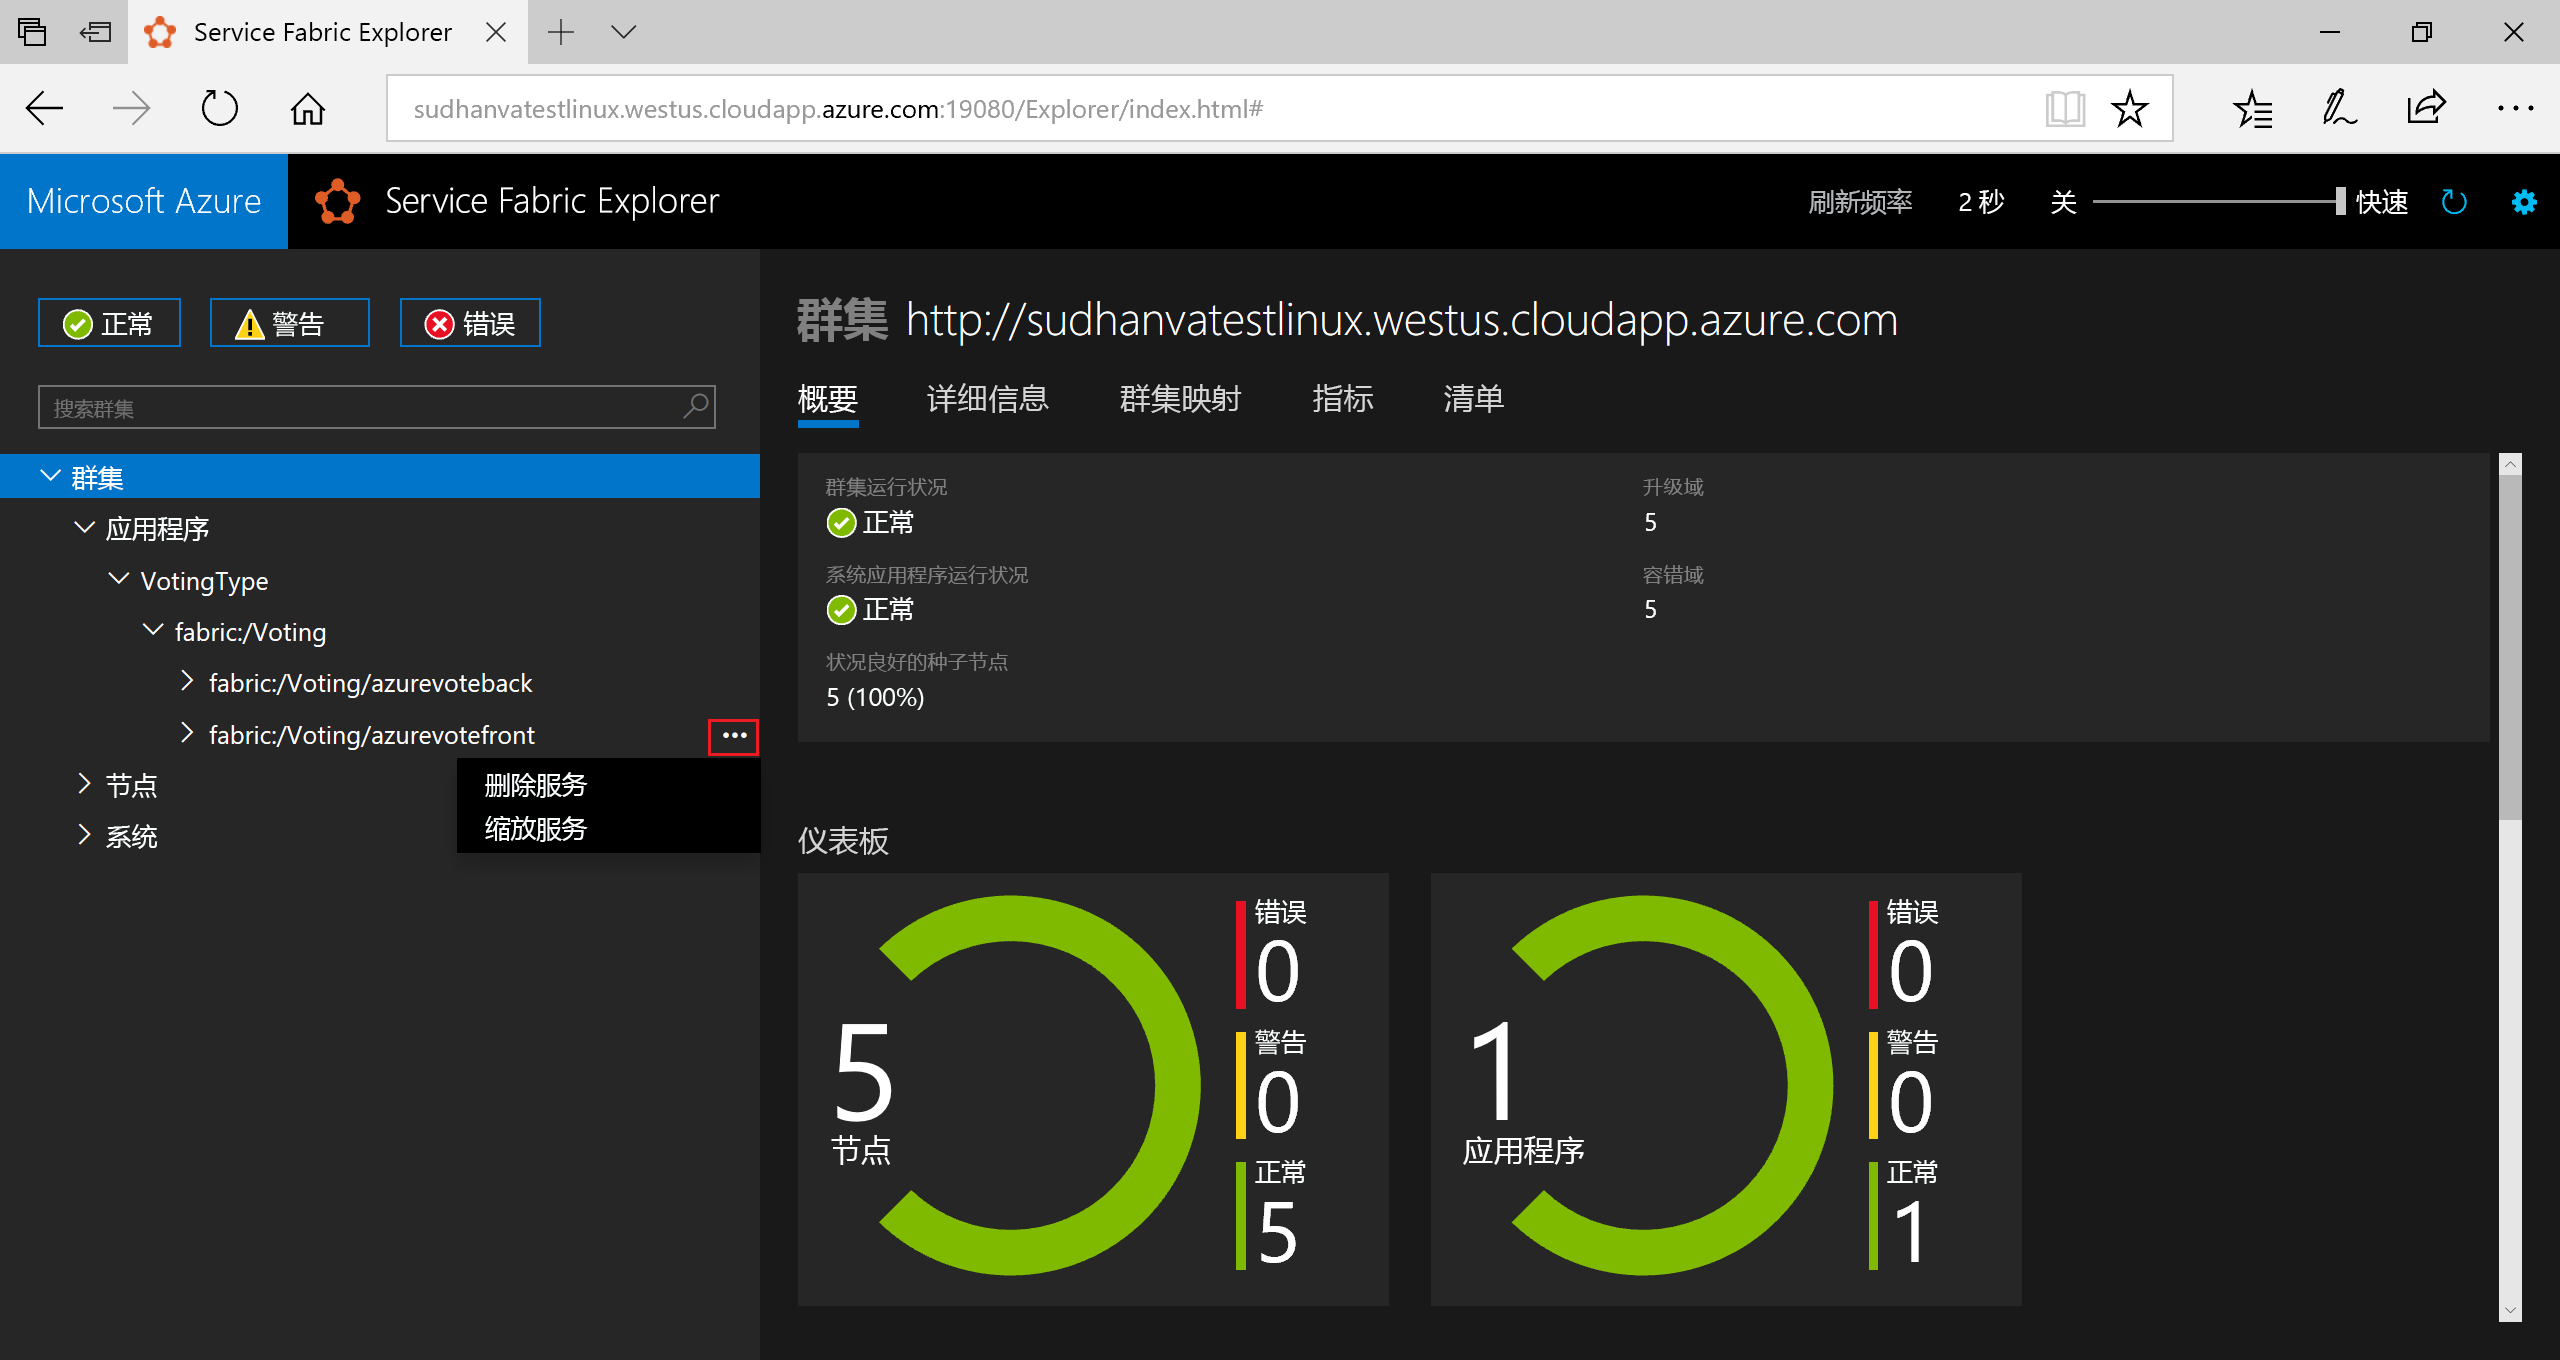 Service Fabric Explorer
sudhanvatestlinux.westus.cloudapp.azure.com:19080/Explorer/index.html#
Microsoft Azure
Service Fabric Explorer
刷新频率 2 秒 关 快速
正常 警告 错误
搜索群集
群集
应用程序
VotingType
fabric:/Voting
fabric:/Voting/azurevoteback
fabric:/Voting/azurevotefront
删除服务
缩放服务
节点
系统
群集 http://sudhanvatestlinux.westus.cloudapp.azure.com
概要 详细信息 群集映射 指标 清单
群集运行状况
正常
升级域
5
系统应用程序运行状况
正常
容错域
5
状况良好的种子节点
5 (100%)
仪表板
5
节点
错误
0
警告
0
正常
5
1
应用程序
错误
0
警告
0
正常
1